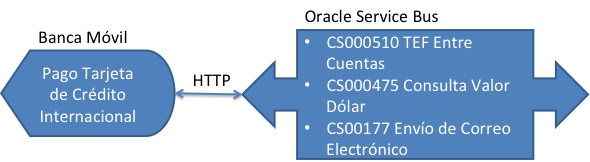 Oracle Service Bus
Banca Móvil
Pago Tarjeta
de Crédito
Internacional
HTTP
• CS000510 TEF Entre
Cuentas
• CS000475 Consulta Valor
Dólar
• CS00177 Envío de Correo
Electrónico